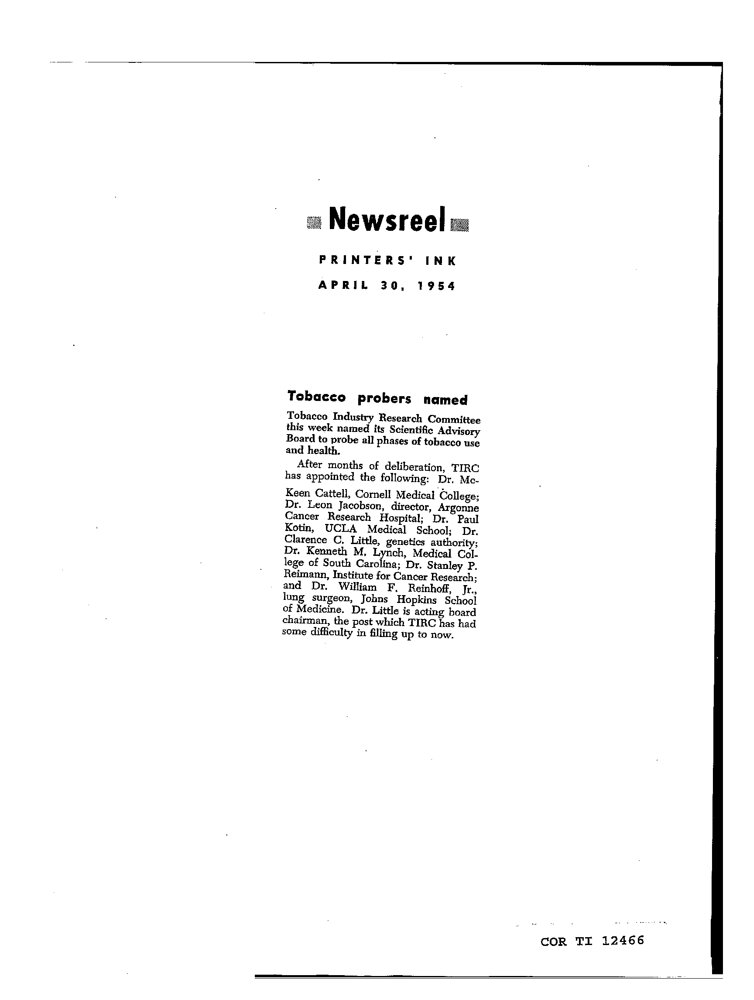 Newsreel
PRINTERS' INK
APRIL 30, 1954
Tobacco probers named
Tobacco Industry Research Committee
this week named its Scientific Advisory
Board to probe all phases of tobacco use
and health.
After months of deliberation, TIRC
has appointed the following: Dr. Mc-
Keen Cattell, Cornell Medical College;
Dr. Leon Jacobson, director, Argonne
Cancer Research Hospital; Dr. Paul
Kotin, UCLA Medical School; Dr.
Clarence C. Little, genetics authority;
Dr. Kenneth M. Lynch, Medical Col-
lege of South Carolina; Dr. Stanley P.
Reimann, Institute for Cancer Research;
and Dr. William F. Reinhoff, Jr.,
lung surgeon, Johns Hopkins School
of Medicine. Dr. Little is acting board
chairman, the post which TIRC has had
some difficulty in filling up to now.
COR TI 12466